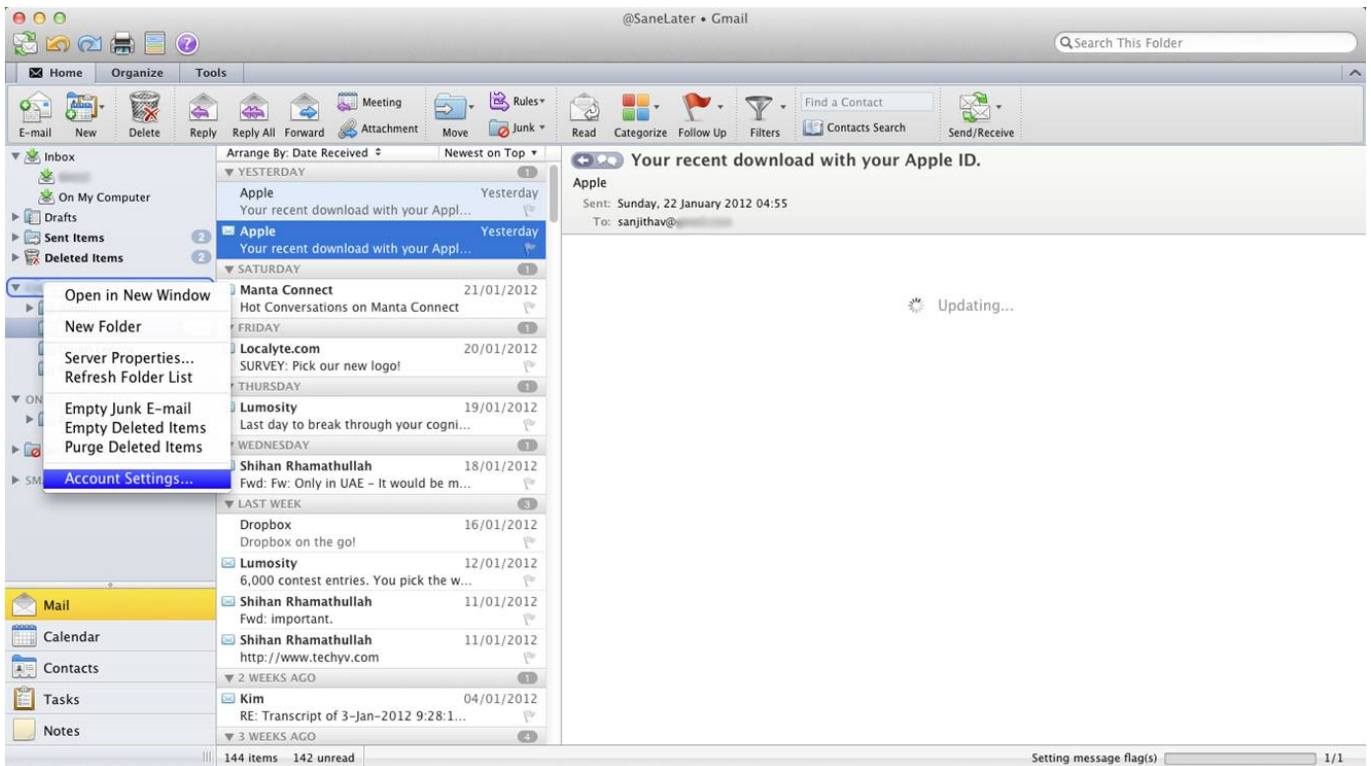 @SaneLater • Gmail
Search This Folder
Home Organize Tools
E-mail New Delete Reply Reply All Forward Meeting Attachment Move Rules Junk Read Categorize Follow Up Filters Find a Contact Contacts Search Send/Receive
Inbox
On My Computer
Drafts
Sent Items 2
Deleted Items 2
Open in New Window
New Folder
Server Properties...
Refresh Folder List
Empty Junk E-mail
Empty Deleted Items
Purge Deleted Items
Account Settings...
ON
SM
Mail
Calendar
Contacts
Tasks
Notes
Arrange By: Date Received Newest on Top
YESTERDAY 1
Apple Yesterday
Your recent download with your Appl...
Apple Yesterday
Your recent download with your Appl...
SATURDAY 1
Manta Connect 21/01/2012
Hot Conversations on Manta Connect
FRIDAY 1
Localyte.com 20/01/2012
SURVEY: Pick our new logo!
THURSDAY 1
Lumosity 19/01/2012
Last day to break through your cogni...
WEDNESDAY 1
Shihan Rhamathullah 18/01/2012
Fwd: Fw: Only in UAE – It would be m...
LAST WEEK 3
Dropbox 16/01/2012
Dropbox on the go!
Lumosity 12/01/2012
6,000 contest entries. You pick the w...
Shihan Rhamathullah 11/01/2012
Fwd: important.
Shihan Rhamathullah 11/01/2012
http://www.techyv.com
2 WEEKS AGO 1
Kim 04/01/2012
RE: Transcript of 3-Jan-2012 9:28:1...
3 WEEKS AGO 4
Your recent download with your Apple ID.
Apple
Sent: Sunday, 22 January 2012 04:55
To: sanjithav@
Updating...
144 items 142 unread
Setting message flag(s) 1/1